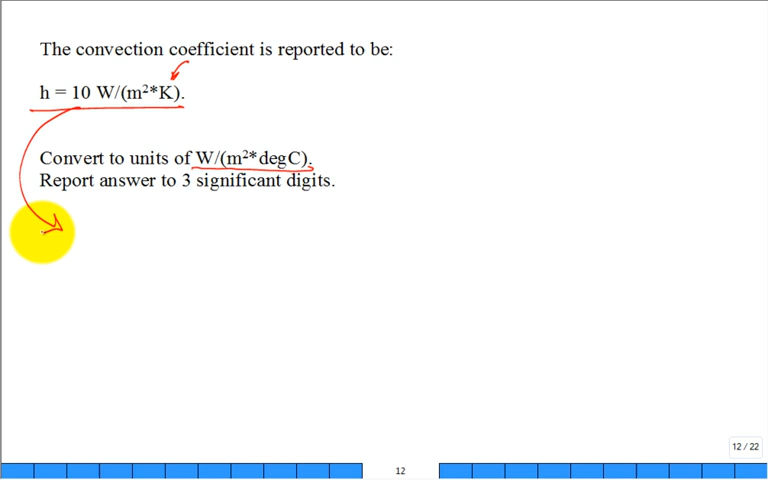 The convection coefficient is reported to be:
h = 10 W/(m²*K).
Convert to units of W/(m²*degC).
Report answer to 3 significant digits.
12 / 22
12